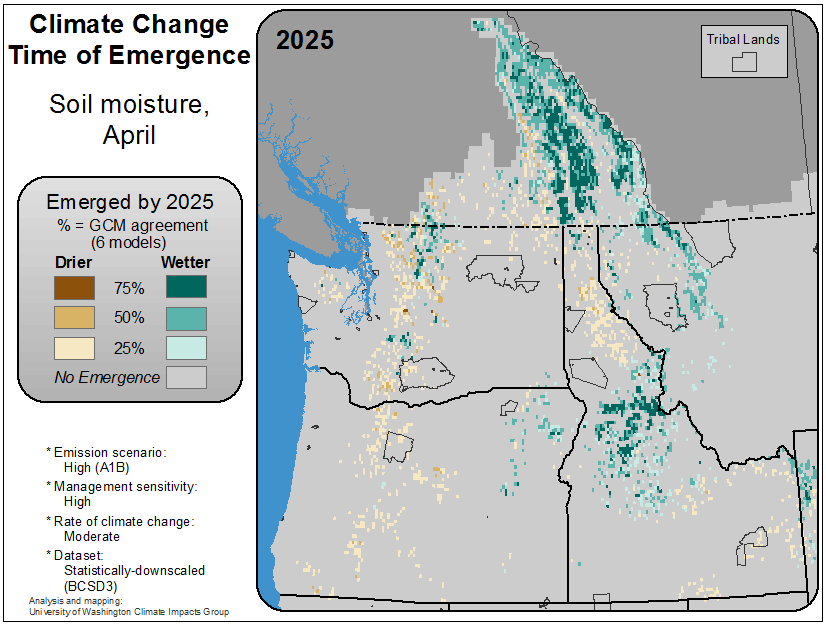 Climate Change
Time of Emergence
Soil moisture,
April
Emerged by 2025
% = GCM agreement
(6 models)
Drier Wetter
75%
50%
25%
No Emergence
* Emission scenario:
High (A1B)
* Management sensitivity:
High
* Rate of climate change:
Moderate
* Dataset:
Statistically-downscaled
(BCSD3)
Analysis and mapping:
University of Washington Climate Impacts Group
2025
Tribal Lands